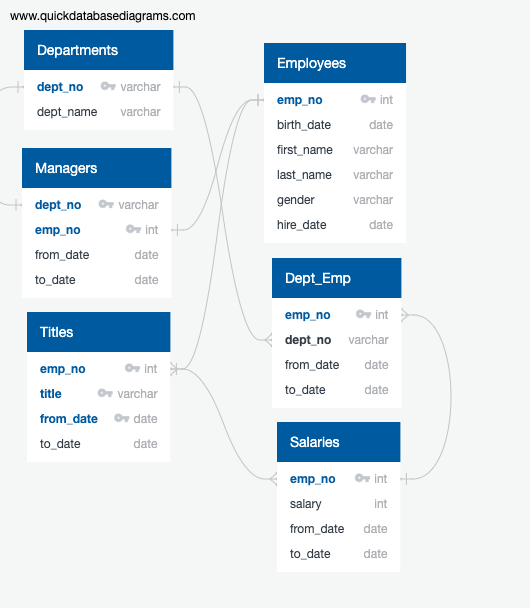 www.quickdatabasediagrams.com
Departments
dept_no varchar
dept_name varchar
Managers
dept_no varchar
emp_no int
from_date date
to_date date
Titles
emp_no int
title varchar
from_date date
to_date date
Employees
emp_no int
birth_date date
first_name varchar
last_name varchar
gender varchar
hire_date date
Dept_Emp
emp_no int
dept_no varchar
from_date date
to_date date
Salaries
emp_no int
salary int
from_date date
to_date date